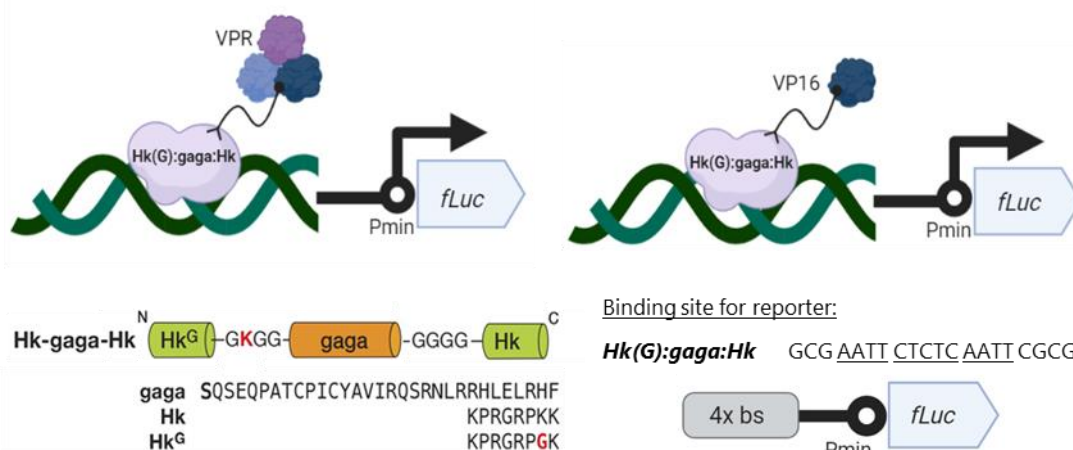 VPR
Hk(G):gaga:Hk
Pmin
fLuc
VP16
Hk(G):gaga:Hk
Pmin
fLuc
Hk-gaga-Hk N HkG -GKGG- gaga -GGGG- Hk C
gaga SQSEQPATCPICYAVIRQSRNLRRHLELRHF
Hk KPRGRPKK
HkG KPRGRPGK
Binding site for reporter:
Hk(G):gaga:Hk GCG AATT CTCTC AATT CGCG
4x bs
fLuc
Pmin